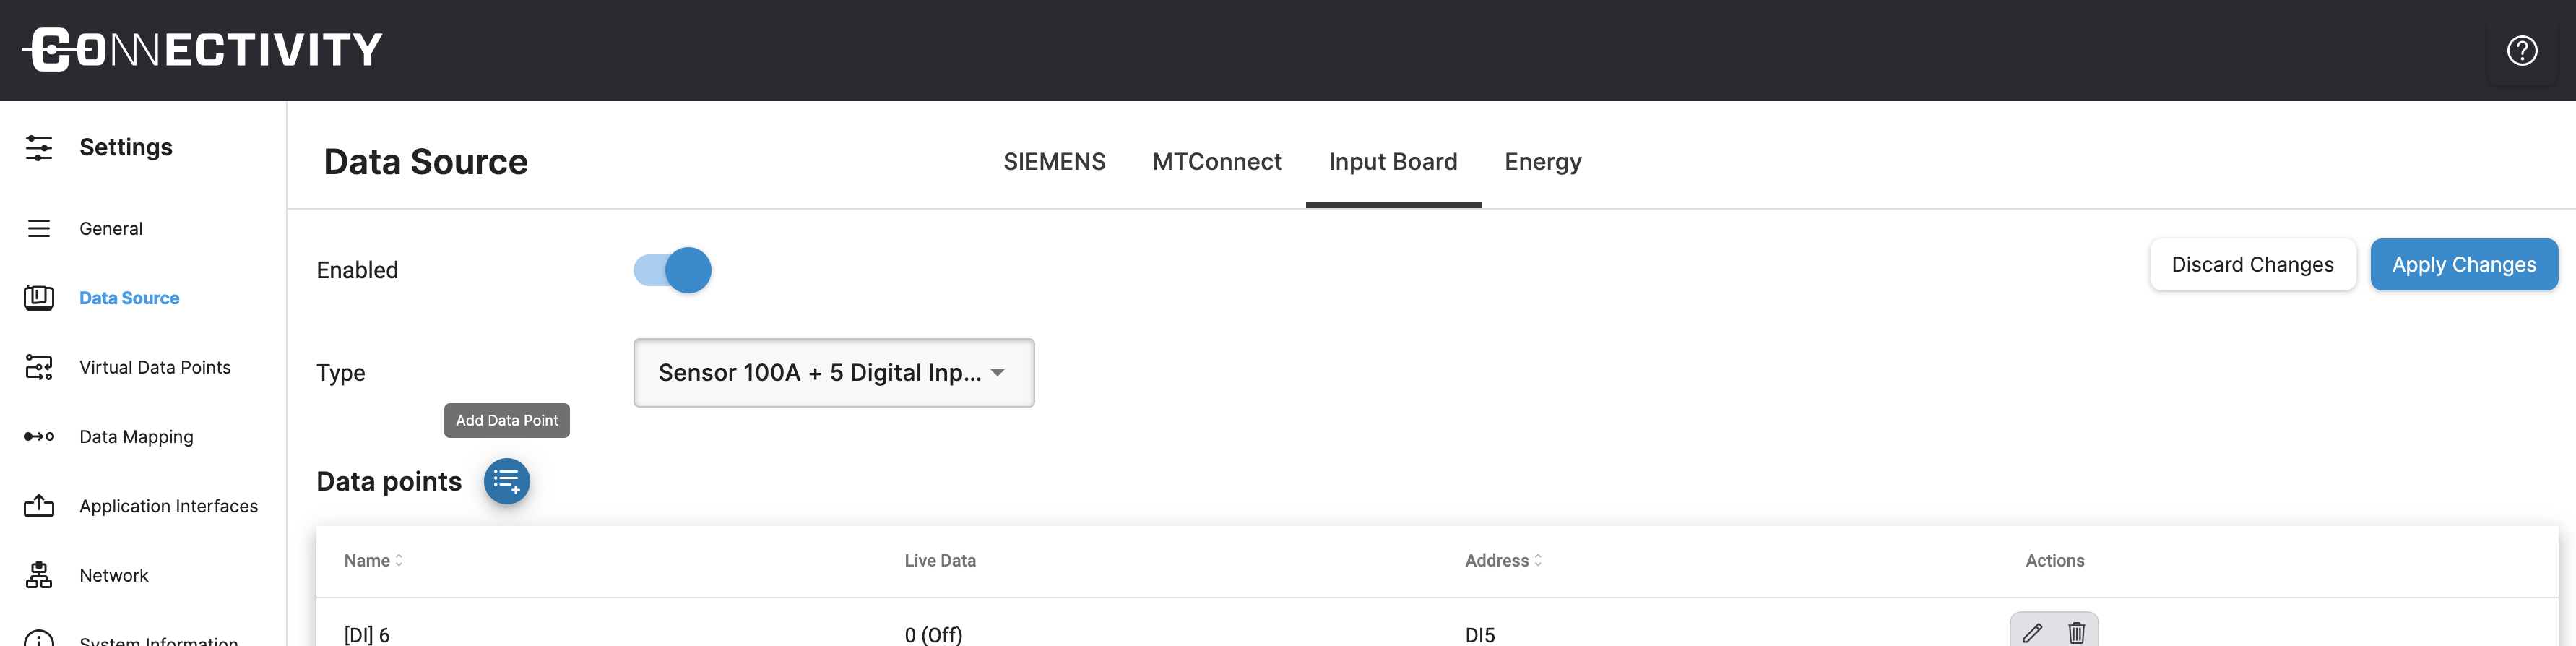 CONNECTIVITY
Settings
General
Data Source
Virtual Data Points
Data Mapping
Application Interfaces
Network
System Information
Data Source
SIEMENS MTConnect Input Board Energy
Enabled
Discard Changes Apply Changes
Type
Sensor 100A + 5 Digital Inp...
Add Data Point
Data points
Name Live Data Address Actions
[DI] 6 0 (Off) DI5